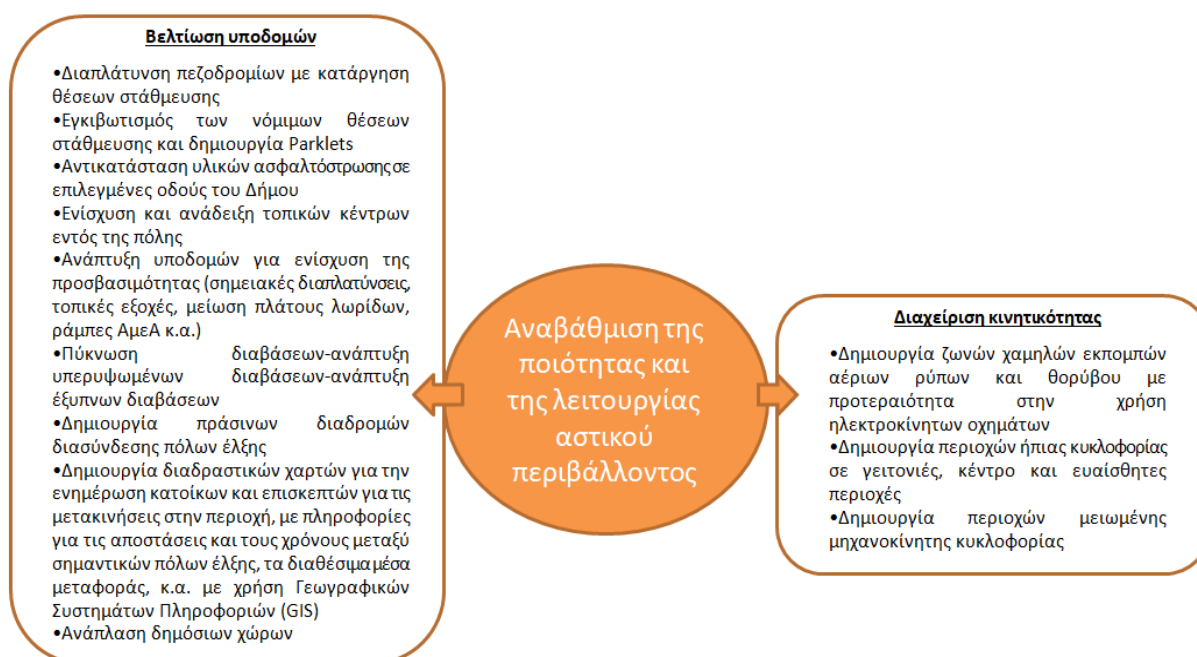 Βελτίωση υποδομών
•Διαπλάτυνση πεζοδρομίων με κατάργηση
θέσεων στάθμευσης
•Εγκιβωτισμός των νόμιμων θέσεων
στάθμευσης και δημιουργία Parklets
•Αντικατάσταση υλικών ασφαλτόστρωσης σε
επιλεγμένες οδούς του Δήμου
•Ενίσχυση και ανάδειξη τοπικών κέντρων
εντός της πόλης
•Ανάπτυξη υποδομών για ενίσχυση της
προσβασιμότητας (σημειακές διαπλατύνσεις,
τοπικές εξοχές, μείωση πλάτους λωρίδων,
ράμπες ΑμεΑ κ.α.)
•Πύκνωση διαβάσεων-ανάπτυξη
υπερυψωμένων διαβάσεων-ανάπτυξη
έξυπνων διαβάσεων
•Δημιουργία πράσινων διαδρομών
διασύνδεσης πόλων έλξης
•Δημιουργία διαδραστικών χαρτών για την
ενημέρωση κατοίκων και επισκεπτών για τις
μετακινήσεις στην περιοχή, με πληροφορίες
για τις αποστάσεις και τους χρόνους μεταξύ
σημαντικών πόλων έλξης, τα διαθέσιμα μέσα
μεταφοράς, κ.α. με χρήση Γεωγραφικών
Συστημάτων Πληροφοριών (GIS)
•Ανάπλαση δημόσιων χώρων
Αναβάθμιση της
ποιότητας και
της λειτουργίας
αστικού
περιβάλλοντος
Διαχείριση κινητικότητας
•Δημιουργία ζωνών χαμηλών εκπομπών
αέριων ρύπων και θορύβου με
προτεραιότητα στην χρήση
ηλεκτροκίνητων οχημάτων
•Δημιουργία περιοχών ήπιας κυκλοφορίας
σε γειτονιές, κέντρο και ευαίσθητες
περιοχές
•Δημιουργία περιοχών μειωμένης
μηχανοκίνητης κυκλοφορίας